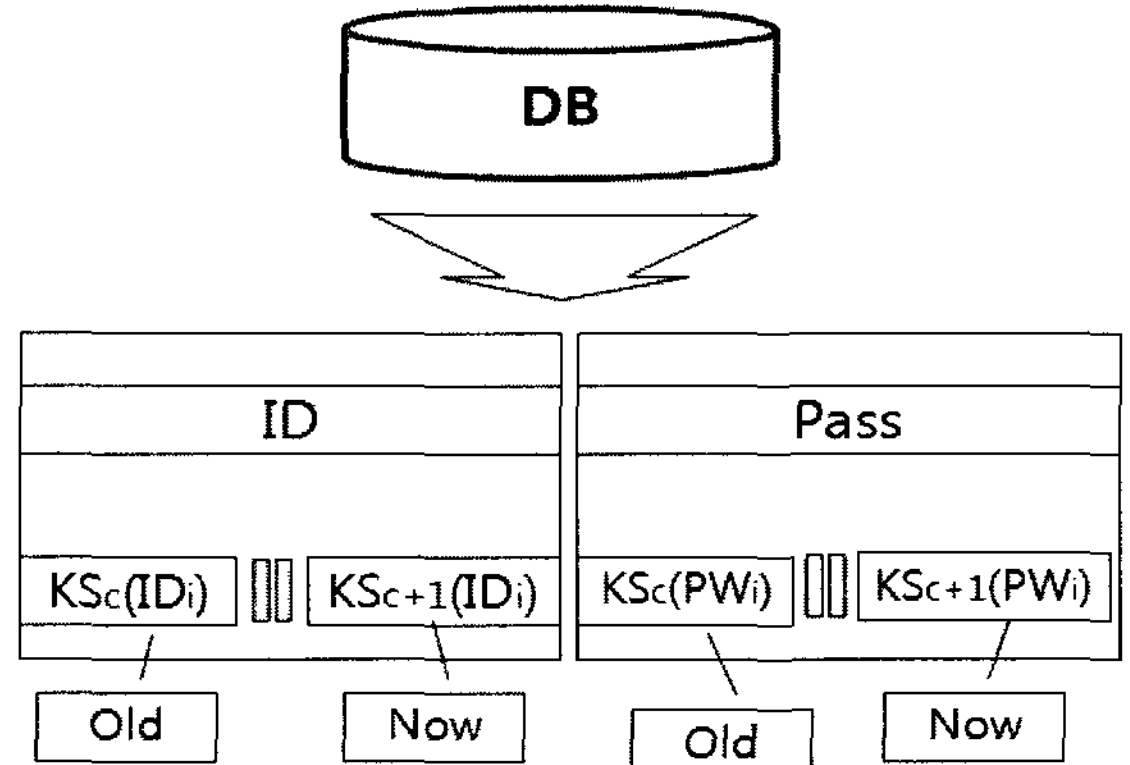 DB
ID Pass
KSc(IDi) || KSc+1(IDi) KSc(PWi) || KSc+1(PWi)
Old Now Old Now